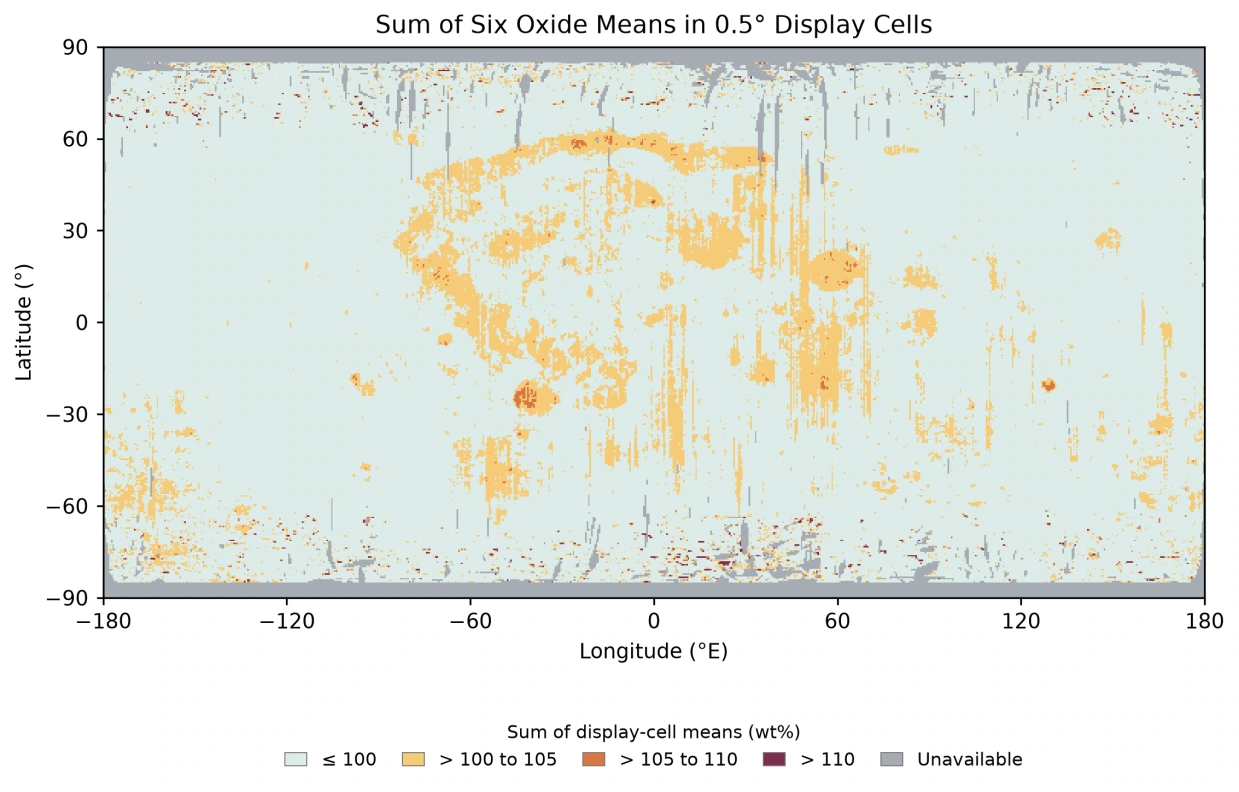 Sum of Six Oxide Means in 0.5° Display Cells
90
60
30
0
−30
−60
−90
Latitude (°)
−180 −120 −60 0 60 120 180
Longitude (°E)
Sum of display-cell means (wt%)
≤ 100 > 100 to 105 > 105 to 110 > 110 Unavailable